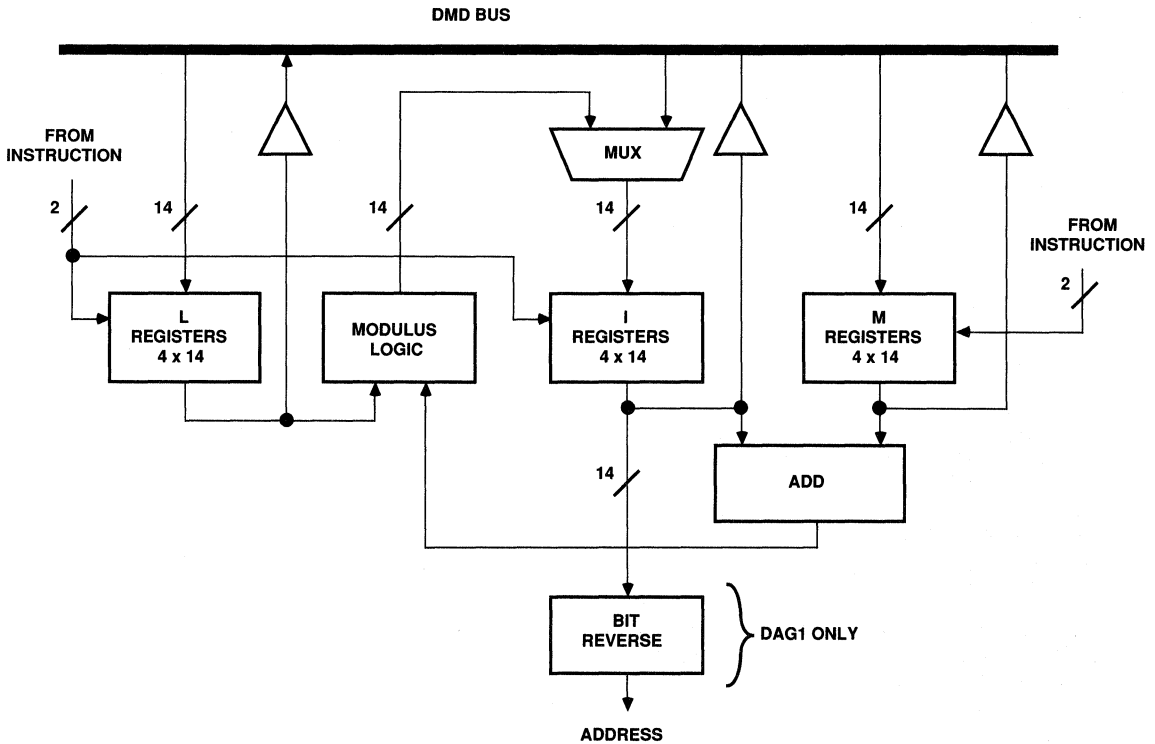 DMD BUS
FROM
INSTRUCTION
MUX
2
14
14
14
14
FROM
INSTRUCTION
2
L
REGISTERS
4 x 14
MODULUS
LOGIC
I
REGISTERS
4 x 14
M
REGISTERS
4 x 14
14
ADD
BIT
REVERSE
DAG1 ONLY
ADDRESS